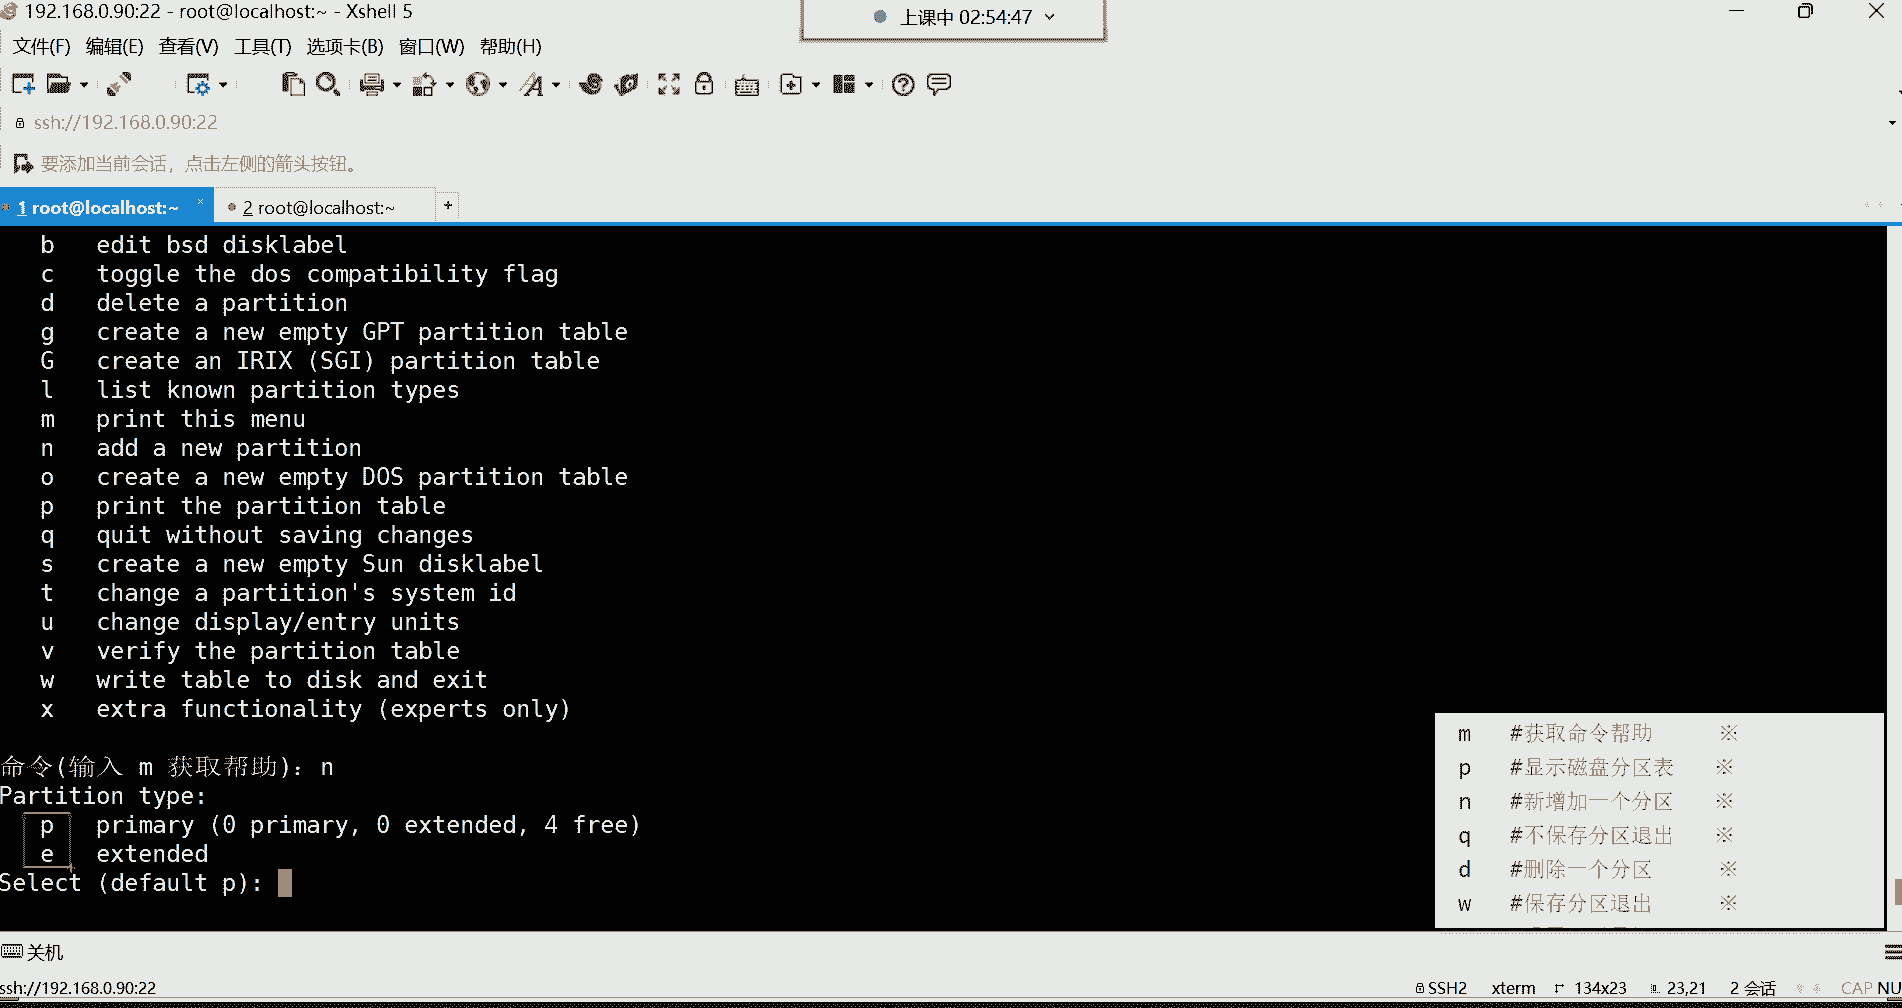 192.168.0.90:22 - root@localhost:~ - Xshell 5
上课中 02:54:47
文件(F) 编辑(E) 查看(V) 工具(T) 选项卡(B) 窗口(W) 帮助(H)
ssh://192.168.0.90:22
要添加当前会话，点击左侧的箭头按钮。
1 root@localhost:~ × 2 root@localhost:~ +
b edit bsd disklabel
c toggle the dos compatibility flag
d delete a partition
g create a new empty GPT partition table
G create an IRIX (SGI) partition table
l list known partition types
m print this menu
n add a new partition
o create a new empty DOS partition table
p print the partition table
q quit without saving changes
s create a new empty Sun disklabel
t change a partition's system id
u change display/entry units
v verify the partition table
w write table to disk and exit
x extra functionality (experts only)
命令(输入 m 获取帮助)：n
Partition type:
p primary (0 primary, 0 extended, 4 free)
e extended
Select (default p):
m #获取命令帮助 ※
p #显示磁盘分区表 ※
n #新增加一个分区 ※
q #不保存分区退出 ※
d #删除一个分区 ※
w #保存分区退出 ※
关机
ssh://192.168.0.90:22 SSH2 xterm 134x23 23,21 2 会话 CAP NU